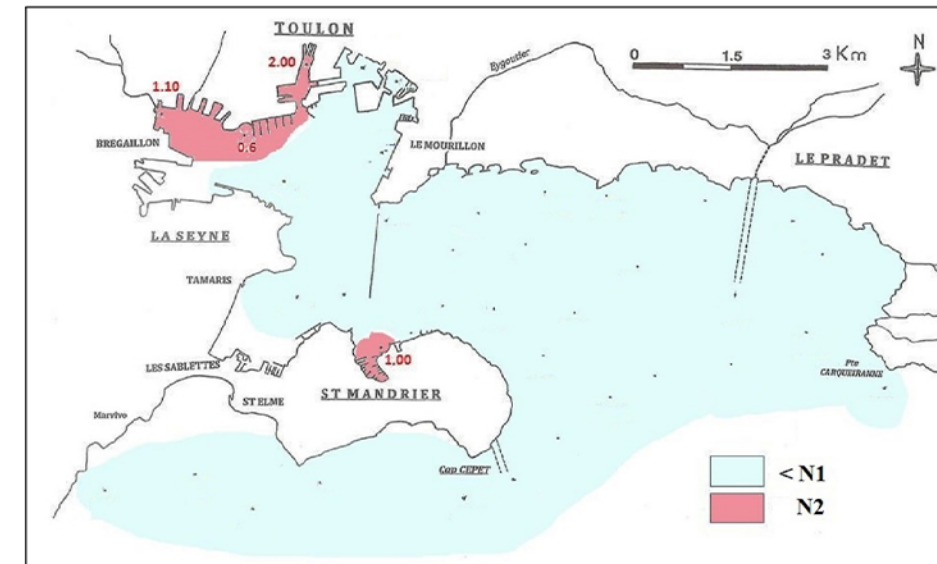 TOULON
N
0 1.5 3 Km
2.00
Eygoutier
1.10
BREGAILLON
0.6
LE MOURILLON
LE PRADET
LA SEYNE
TAMARIS
LES SABLETTES
1.00
Pte
CARQUEIRANNE
ST MANDRIER
ST ELME
Marvivo
Cap CEPET
< N1
N2